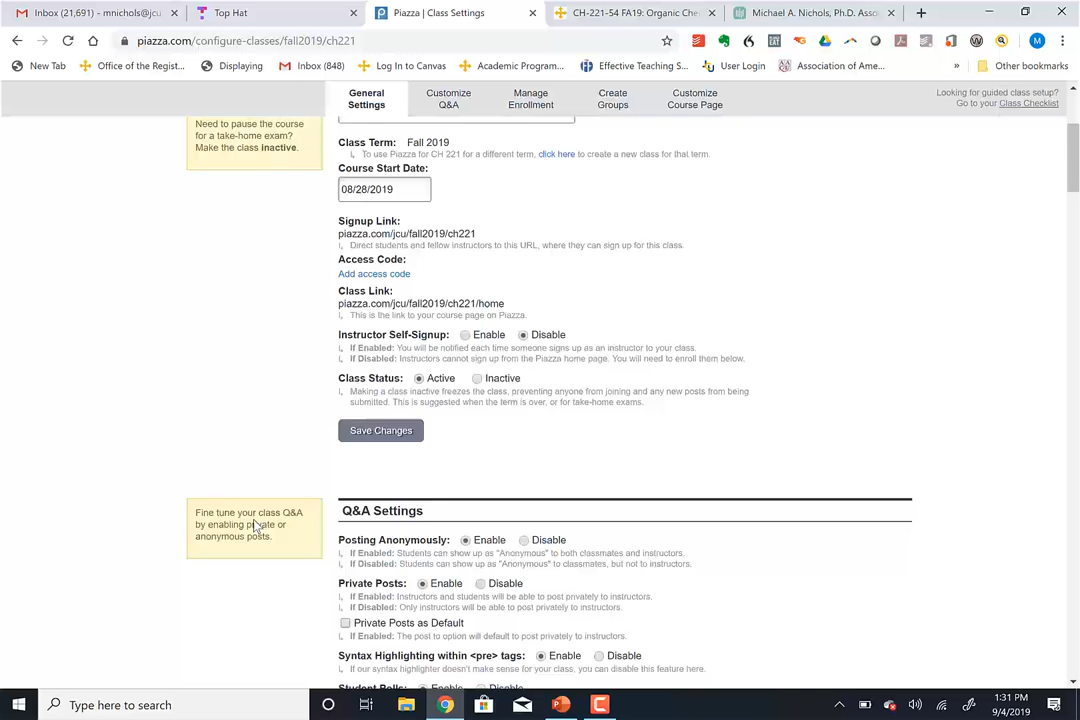 Inbox (21,691) - mnichols@jcu
Top Hat
Piazza | Class Settings
CH-221-54 FA19: Organic Che
Michael A. Nichols, Ph.D. Asso
piazza.com/configure-classes/fall2019/ch221
New Tab
Office of the Regist...
Displaying
Inbox (848)
Log In to Canvas
Academic Program...
Effective Teaching S...
User Login
Association of Ame...
»
Other bookmarks
General Settings
Customize Q&A
Manage Enrollment
Create Groups
Customize Course Page
Looking for guided class setup?
Go to your Class Checklist
Need to pause the course
for a take-home exam?
Make the class inactive.
Class Term: Fall 2019
To use Piazza for CH 221 for a different term, click here to create a new class for that term.
Course Start Date:
08/28/2019
Signup Link:
piazza.com/jcu/fall2019/ch221
Direct students and fellow instructors to this URL, where they can sign up for this class.
Access Code:
Add access code
Class Link:
piazza.com/jcu/fall2019/ch221/home
This is the link to your course page on Piazza.
Instructor Self-Signup: Enable Disable
If Enabled: You will be notified each time someone signs up as an instructor to your class.
If Disabled: Instructors cannot sign up from the Piazza home page. You will need to enroll them below.
Class Status: Active Inactive
Making a class inactive freezes the class, preventing anyone from joining and any new posts from being
submitted. This is suggested when the term is over, or for take-home exams.
Save Changes
Fine tune your class Q&A
by enabling private or
anonymous posts.
Q&A Settings
Posting Anonymously: Enable Disable
If Enabled: Students can show up as "Anonymous" to both classmates and instructors.
If Disabled: Students can show up as "Anonymous" to classmates, but not to instructors.
Private Posts: Enable Disable
If Enabled: Instructors and students will be able to post privately to instructors.
If Disabled: Only instructors will be able to post privately to instructors.
Private Posts as Default
If Enabled: The post to option will default to post privately to instructors.
Syntax Highlighting within <pre> tags: Enable Disable
If our syntax highlighter doesn't make sense for your class, you can disable this feature here.
Student Polls: Enable Disable
Type here to search
1:31 PM
9/4/2019